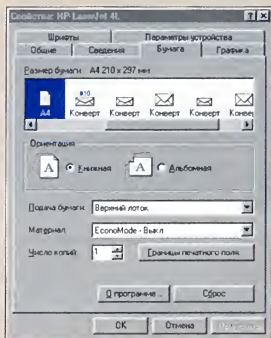 Свойства: HP LaserJet 4L
Шрифты Параметры устройства
Общие Сведения Бумага Графика
Размер бумаги: A4 210 x 297 мм
#10
A4 Конверт Конверт Конверт Конверт Конвер
Ориентация
A Книжная A Альбомная
Подача бумаги: Верхний лоток
Материал: EconoMode - Выкл
Число копий: 1 Границы печатного поля
О программе... Сброс
OK Отмена